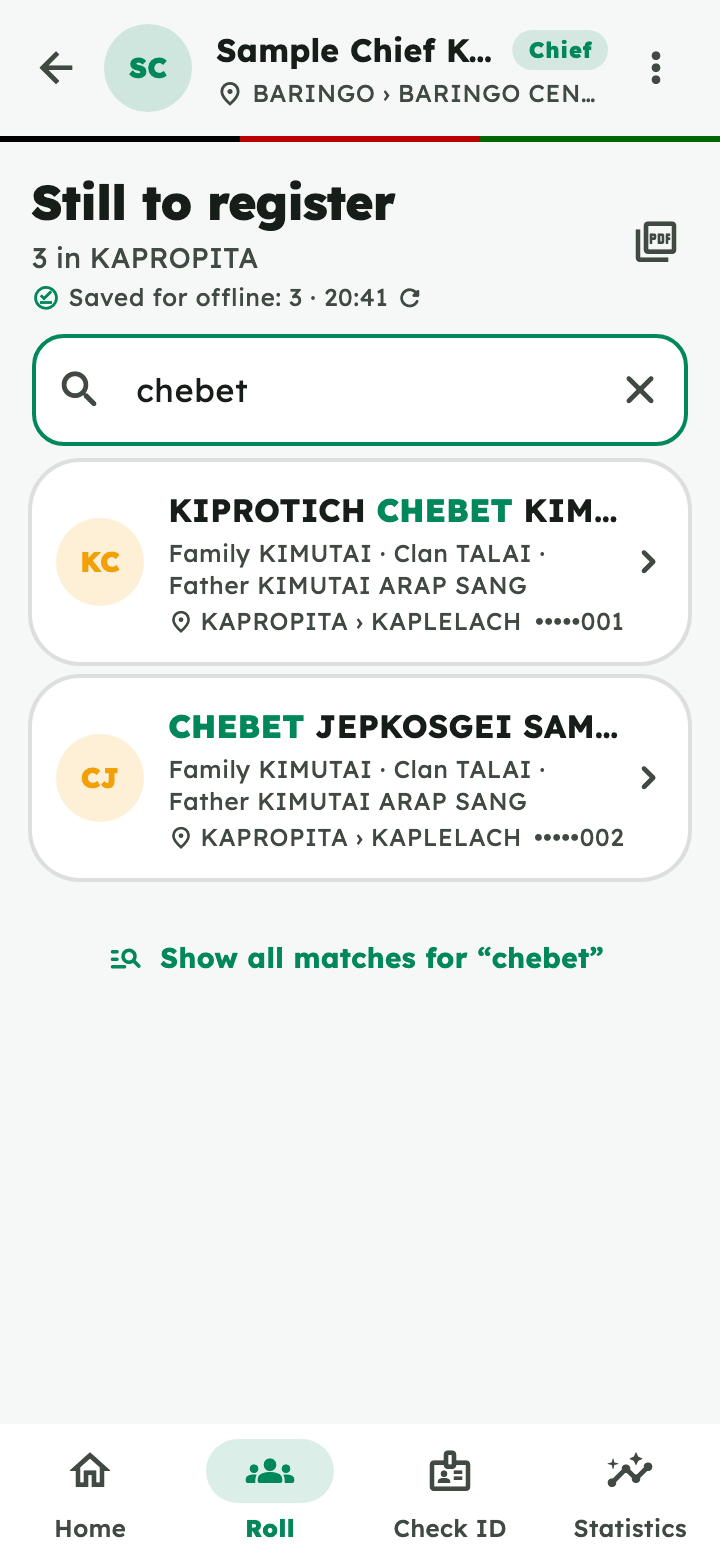 SC
Sample Chief K...
Chief
BARINGO › BARINGO CEN...
Still to register
PDF
3 in KAPROPITA
Saved for offline: 3 · 20:41
chebet
KC
KIPROTICH CHEBET KIM...
Family KIMUTAI · Clan TALAI ·
Father KIMUTAI ARAP SANG
KAPROPITA › KAPLELACH •••••001
CJ
CHEBET JEPKOSGEI SAM...
Family KIMUTAI · Clan TALAI ·
Father KIMUTAI ARAP SANG
KAPROPITA › KAPLELACH •••••002
Show all matches for “chebet”
Home
Roll
Check ID
Statistics